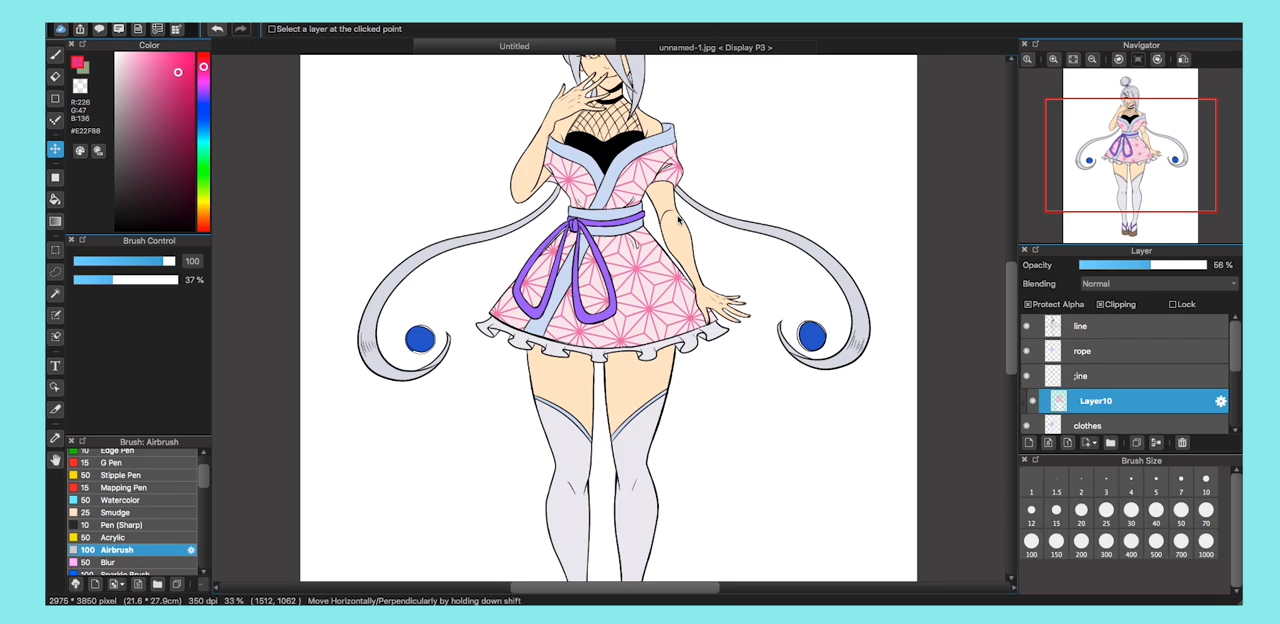 Select a layer at the clicked point
Color
Untitled
unnamed-1.jpg < Display P3 >
Navigator
R:226
G:47
B:136
#E22F88
Brush Control
100
37 %
Layer
Opacity 56 %
Blending Normal
Protect Alpha Clipping Lock
line
rope
;ine
Layer10
clothes
Brush: Airbrush
10 Edge Pen
15 G Pen
50 Stipple Pen
15 Mapping Pen
50 Watercolor
25 Smudge
10 Pen (Sharp)
50 Acrylic
100 Airbrush
50 Blur
100 Sparkle Brush
Brush Size
1 1.5 2 3 4 5 7 10
12 15 20 25 30 40 50 70
100 150 200 300 400 500 700 1000
2975 * 3850 pixel (21.6 * 27.9cm) 350 dpi 33 % (1512, 1062) Move Horizontally/Perpendicularly by holding down shift